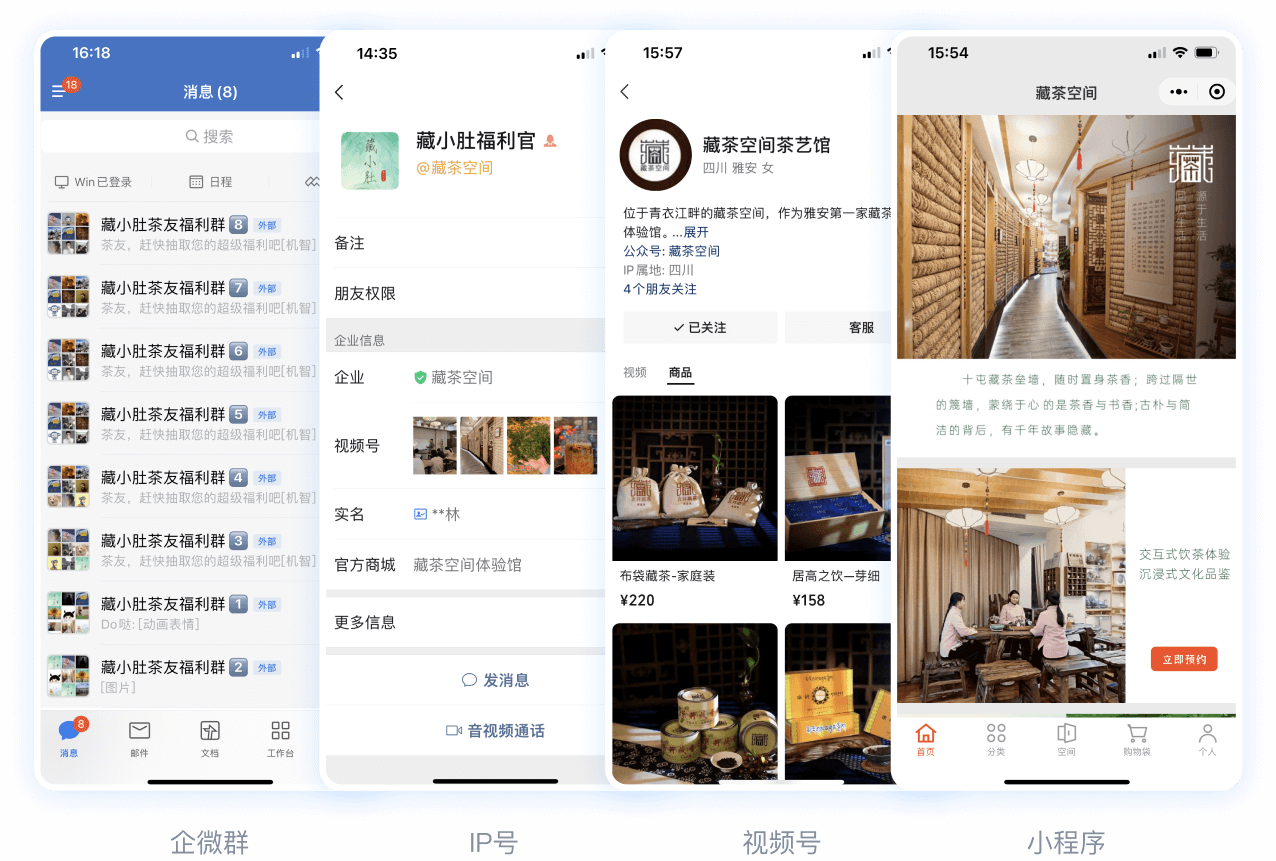 16:18
18
消息 (8)
搜索
Win已登录
日程
藏小肚茶友福利群 8 外部
茶友，赶快抽取您的超级福利吧[机智]
藏小肚茶友福利群 7 外部
茶友，赶快抽取您的超级福利吧[机智]
藏小肚茶友福利群 6 外部
茶友，赶快抽取您的超级福利吧[机智]
藏小肚茶友福利群 5 外部
茶友，赶快抽取您的超级福利吧[机智]
藏小肚茶友福利群 4 外部
茶友，赶快抽取您的超级福利吧[机智]
藏小肚茶友福利群 3 外部
茶友，赶快抽取您的超级福利吧[机智]
藏小肚茶友福利群 1 外部
Do哒: [动画表情]
藏小肚茶友福利群 2 外部
[图片]
8
消息
邮件
文档
工作台
企微群
14:35
藏小肚
藏小肚福利官
@藏茶空间
备注
朋友权限
企业信息
企业
藏茶空间
视频号
实名
**林
官方商城
藏茶空间体验馆
更多信息
发消息
音视频通话
IP号
15:57
藏茶空间
藏茶空间茶艺馆
四川 雅安 女
位于青衣江畔的藏茶空间，作为雅安第一家藏茶
体验馆。...展开
公众号: 藏茶空间
IP属地: 四川
4个朋友关注
已关注
客服
视频
商品
布袋藏茶-家庭装
¥220
居高之饮—芽细
¥158
视频号
15:54
藏茶空间
藏
源于生活
回归生活
十屯藏茶垒墙，随时置身茶香；跨过隔世
的篾墙，蒙绕于心的是茶香与书香;古朴与简
洁的背后，有千年故事隐藏。
交互式饮茶体验
沉浸式文化品鉴
立即预约
首页
分类
空间
购物袋
个人
小程序